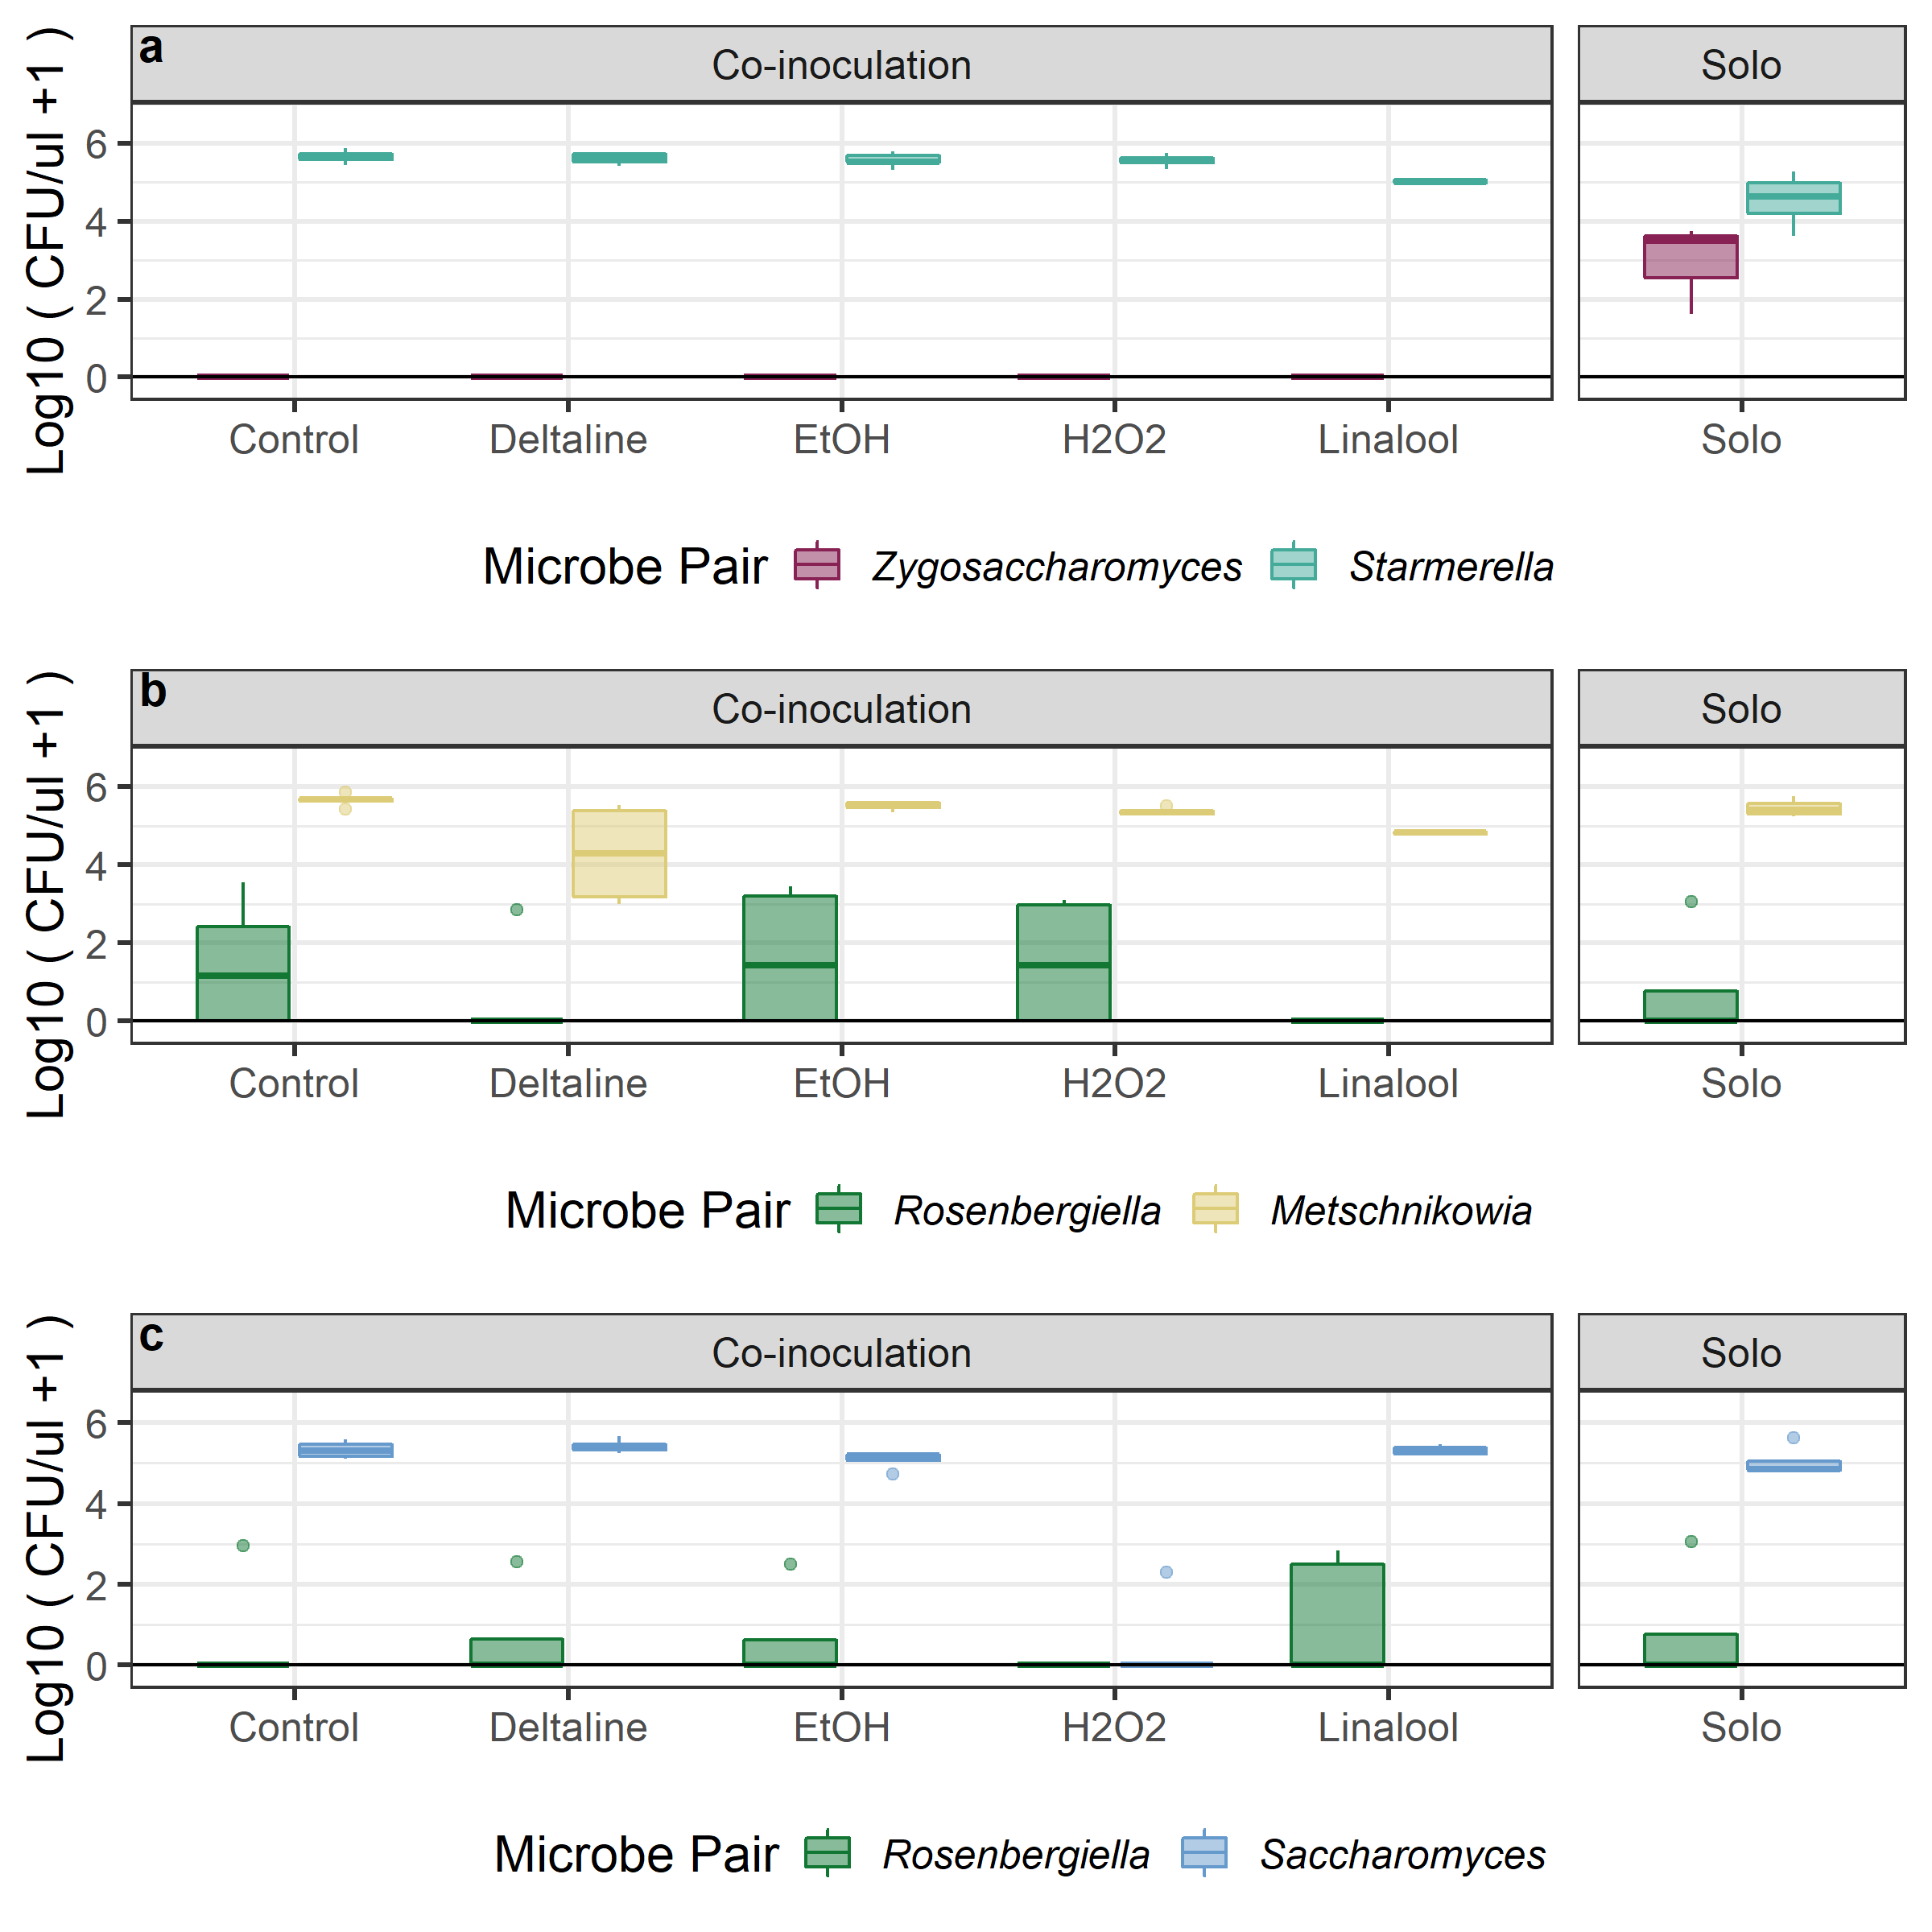 a
Co-inoculation
Solo
Log10 ( CFU/ul +1 )
6
4
2
0
Control
Deltaline
EtOH
H2O2
Linalool
Solo
Microbe Pair
Zygosaccharomyces
Starmerella
b
Co-inoculation
Solo
Log10 ( CFU/ul +1 )
6
4
2
0
Control
Deltaline
EtOH
H2O2
Linalool
Solo
Microbe Pair
Rosenbergiella
Metschnikowia
c
Co-inoculation
Solo
Log10 ( CFU/ul +1 )
6
4
2
0
Control
Deltaline
EtOH
H2O2
Linalool
Solo
Microbe Pair
Rosenbergiella
Saccharomyces